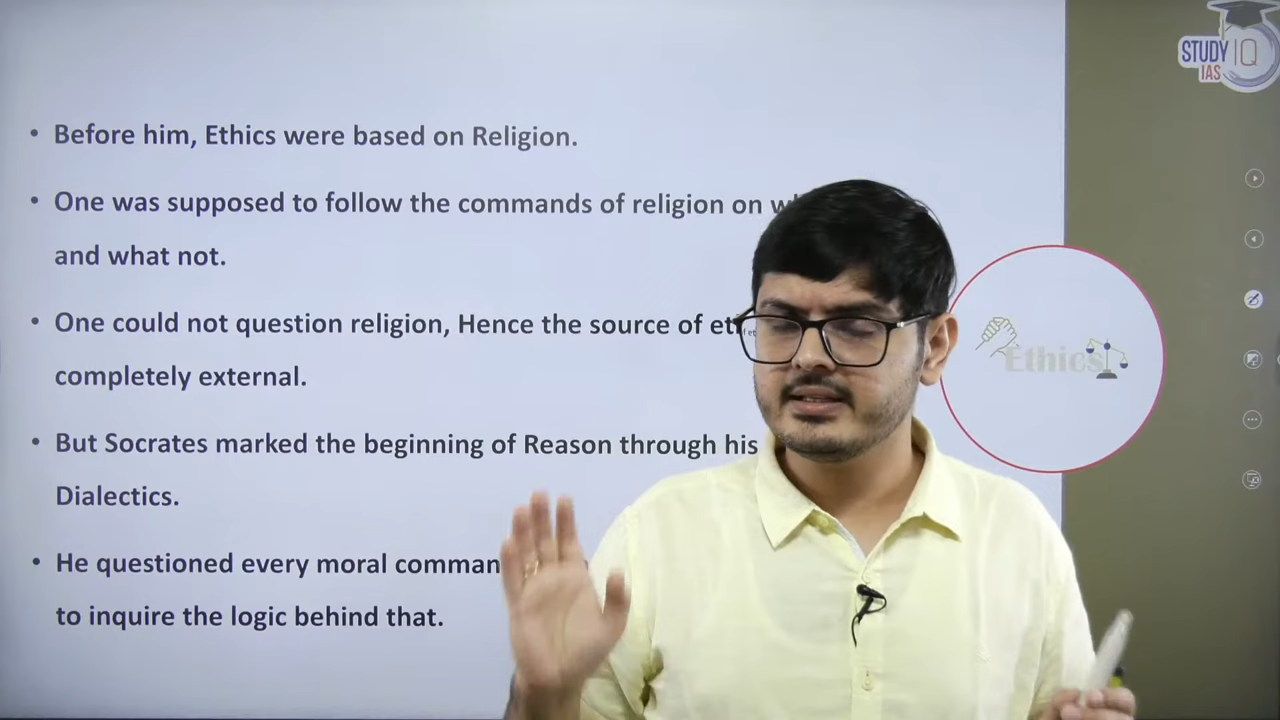 STUDY IQ
IAS
• Before him, Ethics were based on Religion.
• One was supposed to follow the commands of religion on
and what not.
• One could not question religion, Hence the source of
completely external.
Ethics
• But Socrates marked the beginning of Reason through his
Dialectics.
• He questioned every moral
to inquire the logic behind that.